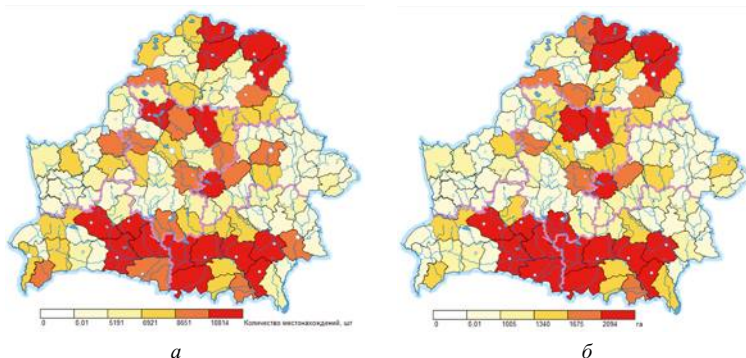 0 0,01 5191 6921 8651 10814 Количество местонахождений, шт
0 0,01 1005 1340 1675 2094 га
а
б